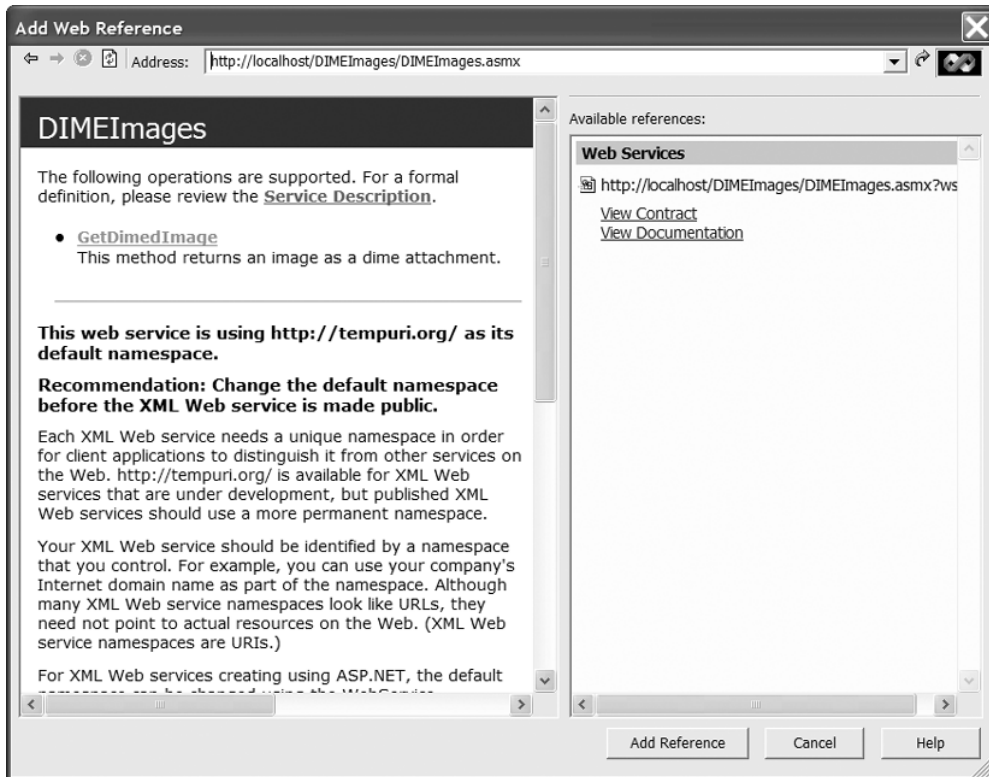 Add Web Reference
Address: http://localhost/DIMEImages/DIMEImages.asmx
DIMEImages
The following operations are supported. For a formal
definition, please review the Service Description.
• GetDimedImage
This method returns an image as a dime attachment.
This web service is using http://tempuri.org/ as its
default namespace.
Recommendation: Change the default namespace
before the XML Web service is made public.
Each XML Web service needs a unique namespace in order
for client applications to distinguish it from other services on
the Web. http://tempuri.org/ is available for XML Web
services that are under development, but published XML
Web services should use a more permanent namespace.
Your XML Web service should be identified by a namespace
that you control. For example, you can use your company's
Internet domain name as part of the namespace. Although
many XML Web service namespaces look like URLs, they
need not point to actual resources on the Web. (XML Web
service namespaces are URIs.)
For XML Web services creating using ASP.NET, the default
namespace can be changed using the WebService
Available references:
Web Services
http://localhost/DIMEImages/DIMEImages.asmx?ws
View Contract
View Documentation
Add Reference
Cancel
Help